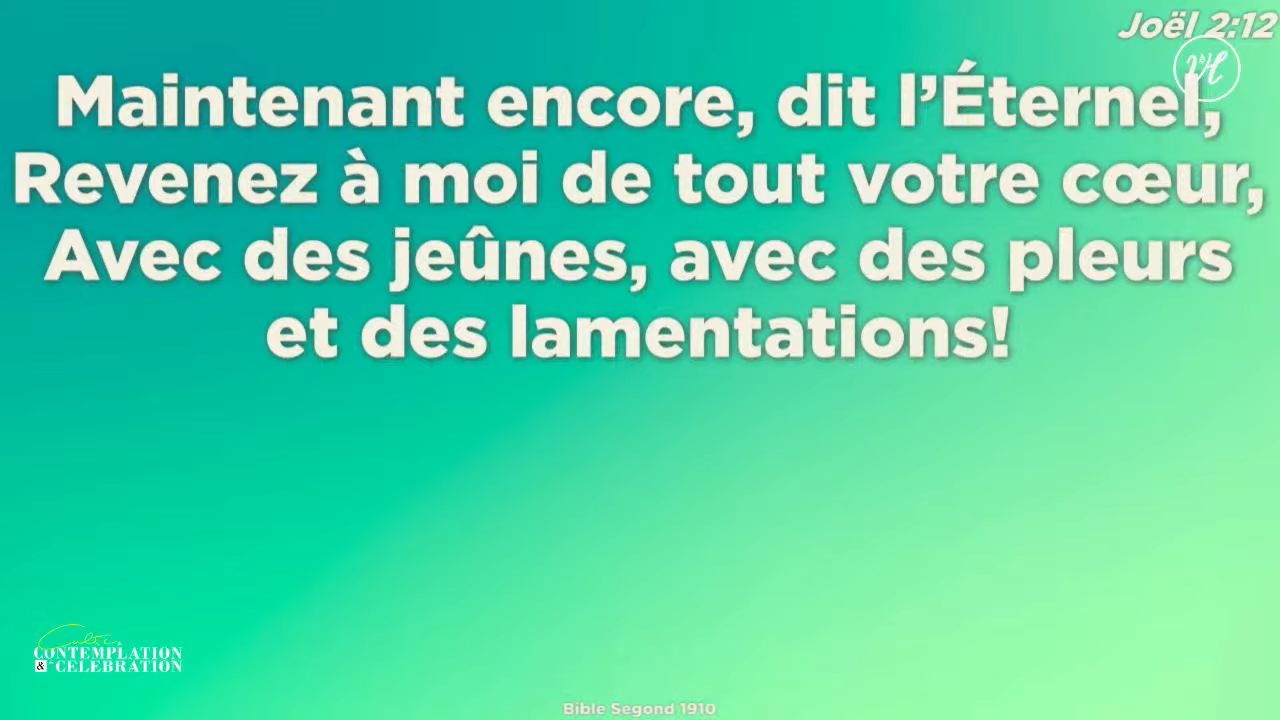 Joël 2:12
Maintenant encore, dit l’Éternel,
Revenez à moi de tout votre cœur,
Avec des jeûnes, avec des pleurs
et des lamentations!
Culte
CONTEMPLATION
& CELEBRATION
Bible Segond 1910